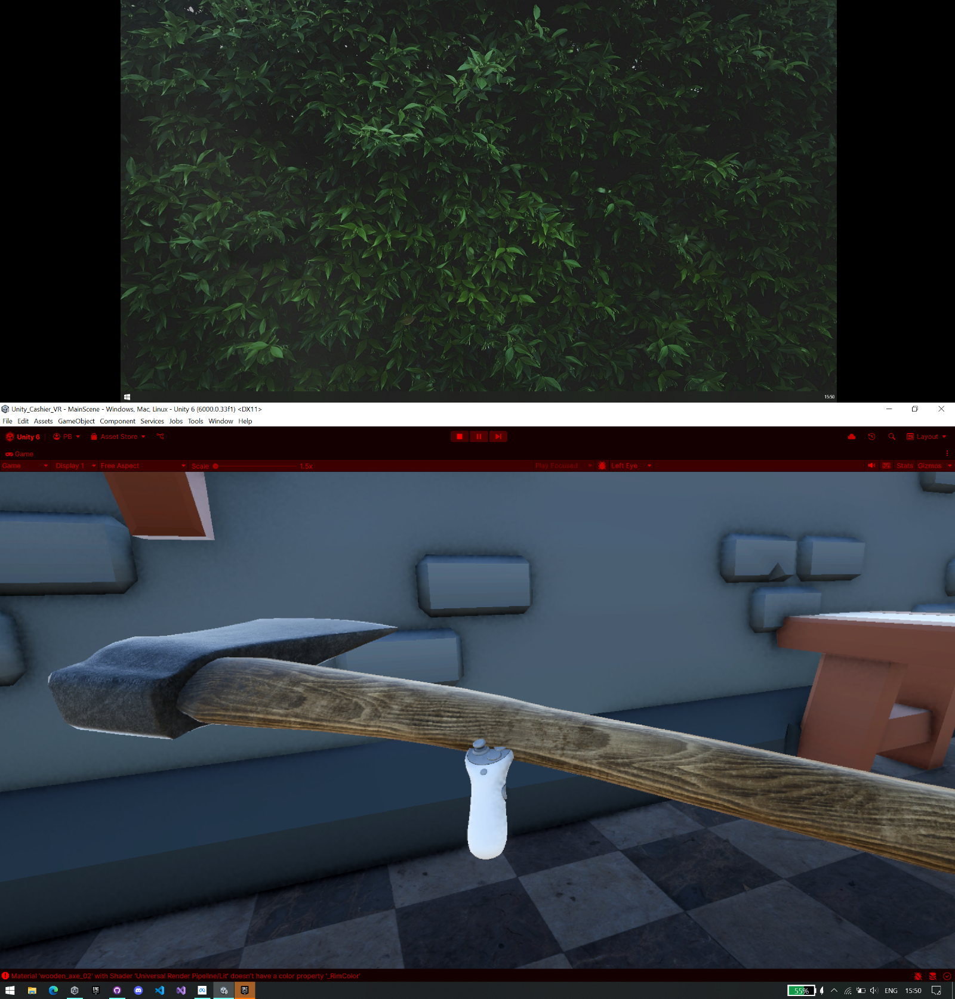 15:50
Unity_Cashier_VR - MainScene - Windows, Mac, Linux - Unity 6 (6000.0.33f1) <DX11>
File Edit Assets GameObject Component Services Jobs Tools Window Help
Unity 6 PB Asset Store Layout
Game
Game Display 1 Free Aspect Scale 1.5x Play Focused Left Eye Stats Gizmos
Material 'wooden_axe_02' with Shader 'Universal Render Pipeline/Lit' doesn't have a color property '_RimColor'
EPIC EPIC 55% ENG 15:50